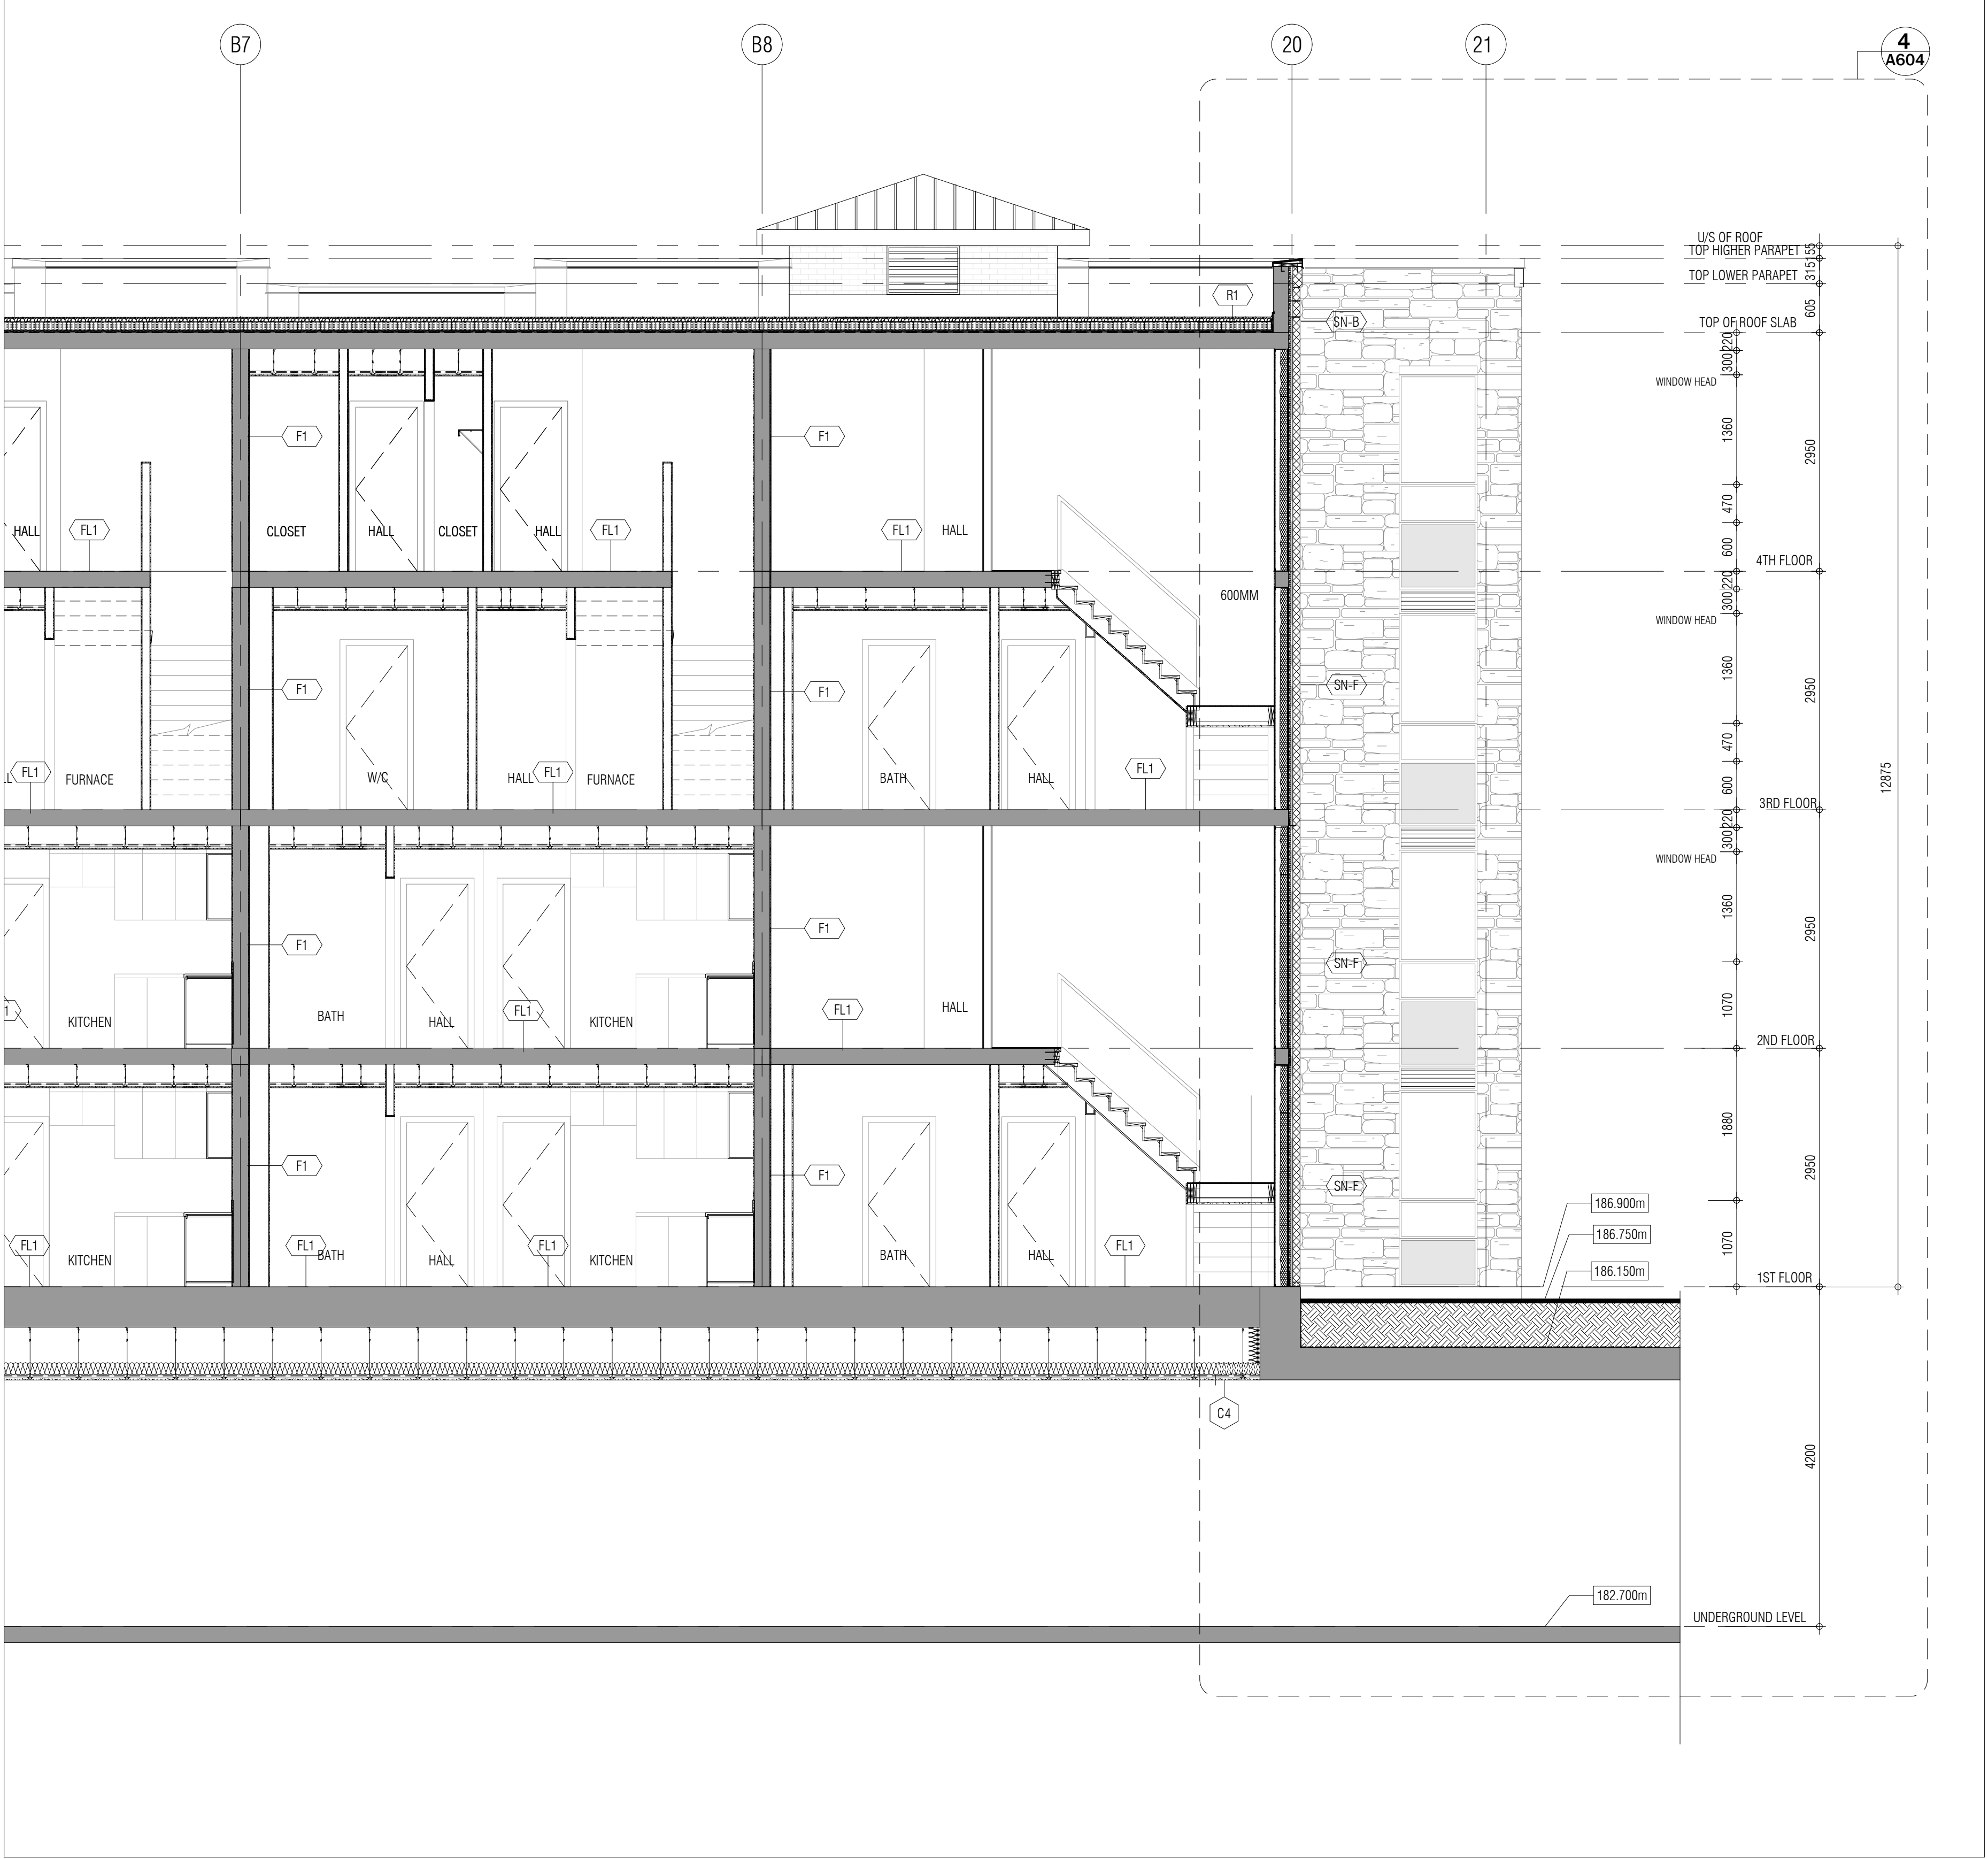 B7
B8
20
21
4
A604
U/S OF ROOF
TOP HIGHER PARAPET
155
TOP LOWER PARAPET
315
R1
605
SN-B
TOP OF ROOF SLAB
220
300
WINDOW HEAD
F1
F1
1360
2950
470
HALL
FL1
CLOSET
HALL
CLOSET
HALL
FL1
FL1
HALL
600
4TH FLOOR
220
600MM
300
WINDOW HEAD
F1
F1
SN-F
1360
2950
470
FL1
FURNACE
W/C
HALL
FL1
FURNACE
BATH
HALL
FL1
12875
600
3RD FLOOR
220
300
WINDOW HEAD
1360
2950
F1
F1
SN-F
1070
KITCHEN
BATH
HALL
FL1
KITCHEN
FL1
HALL
2ND FLOOR
1880
2950
F1
F1
SN-F
186.900m
186.750m
1070
FL1
KITCHEN
FL1
BATH
HALL
FL1
KITCHEN
BATH
HALL
FL1
186.150m
1ST FLOOR
C4
4200
182.700m
UNDERGROUND LEVEL